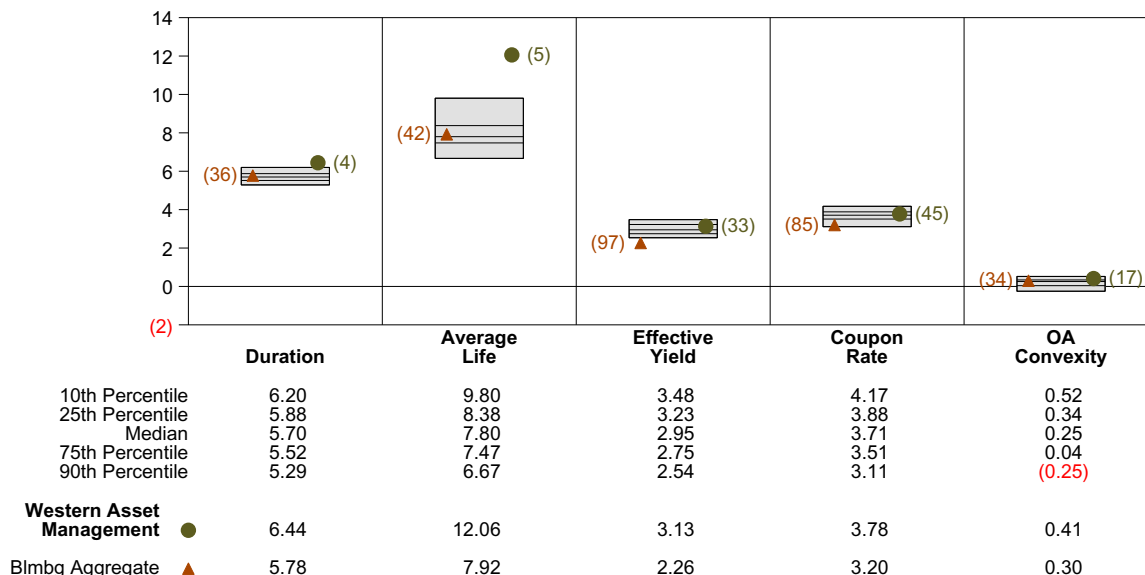 14
12
10
8
6
4
2
0
(2)
(36) (4)
(42) (5)
(97) (33)
(85) (45)
(34) (17)
Duration Average Life Effective Yield Coupon Rate OA Convexity
10th Percentile 6.20 9.80 3.48 4.17 0.52
25th Percentile 5.88 8.38 3.23 3.88 0.34
Median 5.70 7.80 2.95 3.71 0.25
75th Percentile 5.52 7.47 2.75 3.51 0.04
90th Percentile 5.29 6.67 2.54 3.11 (0.25)
Western Asset
Management 6.44 12.06 3.13 3.78 0.41
Blmbg Aggregate 5.78 7.92 2.26 3.20 0.30